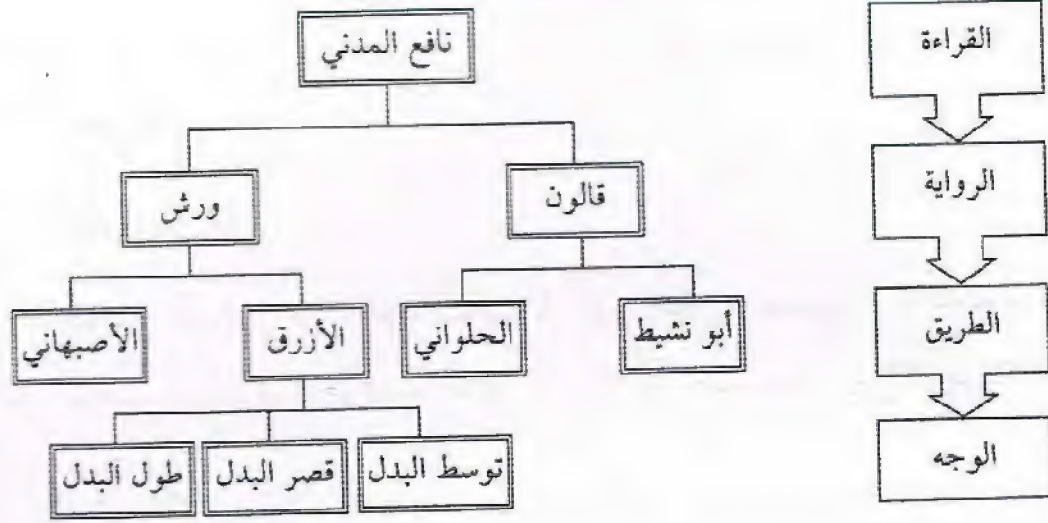 القراءة
نافع المدني
الرواية
قالون
ورش
الطريق
أبو نشيط
الحلواني
الأزرق
الأصبهاني
الوجه
توسط البدل
قصر البدل
طول البدل